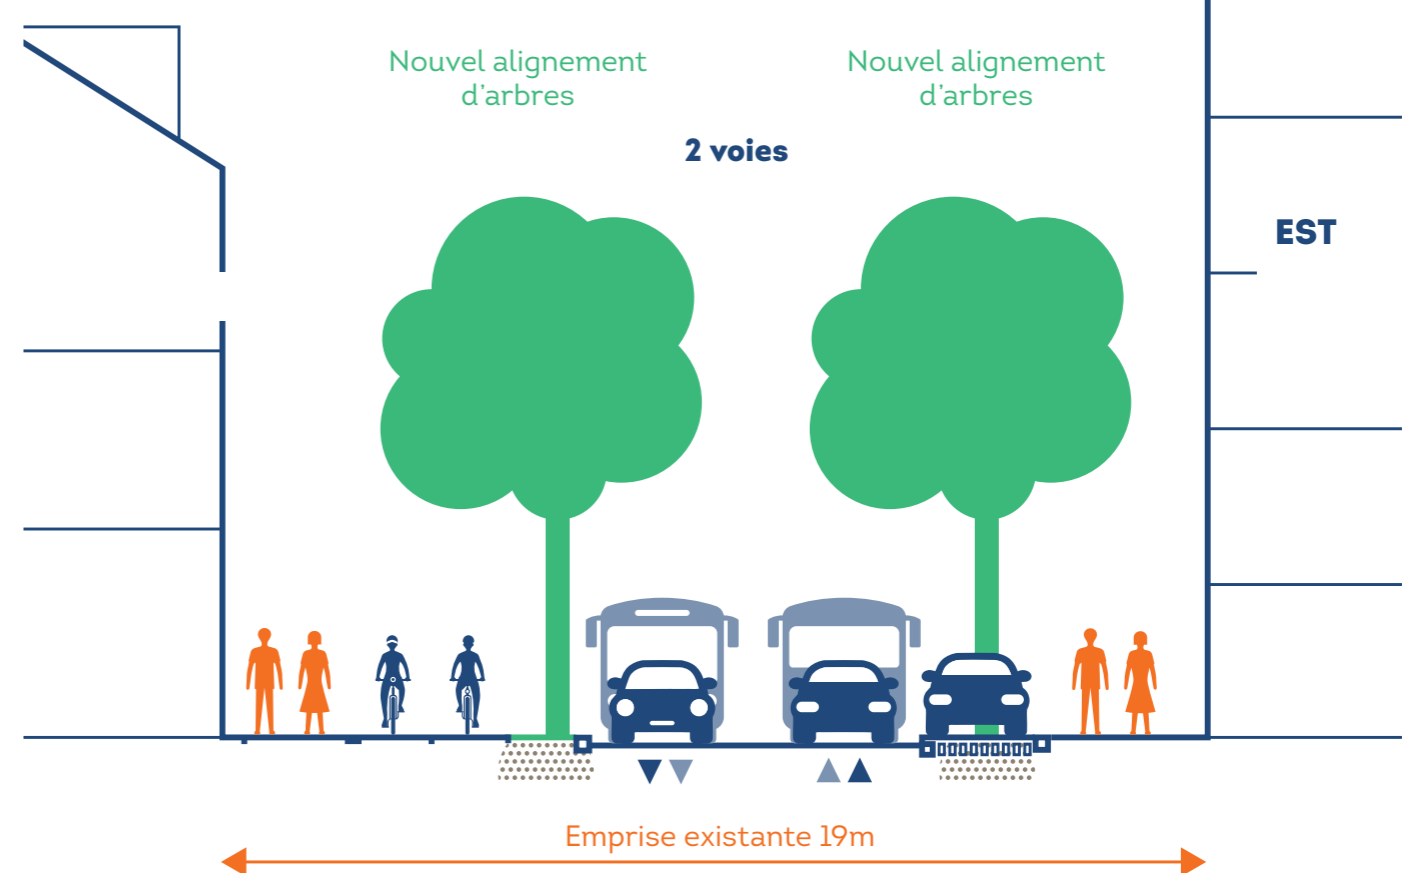 Nouvel alignement
d’arbres
Nouvel alignement
d’arbres
2 voies
EST
Emprise existante 19m